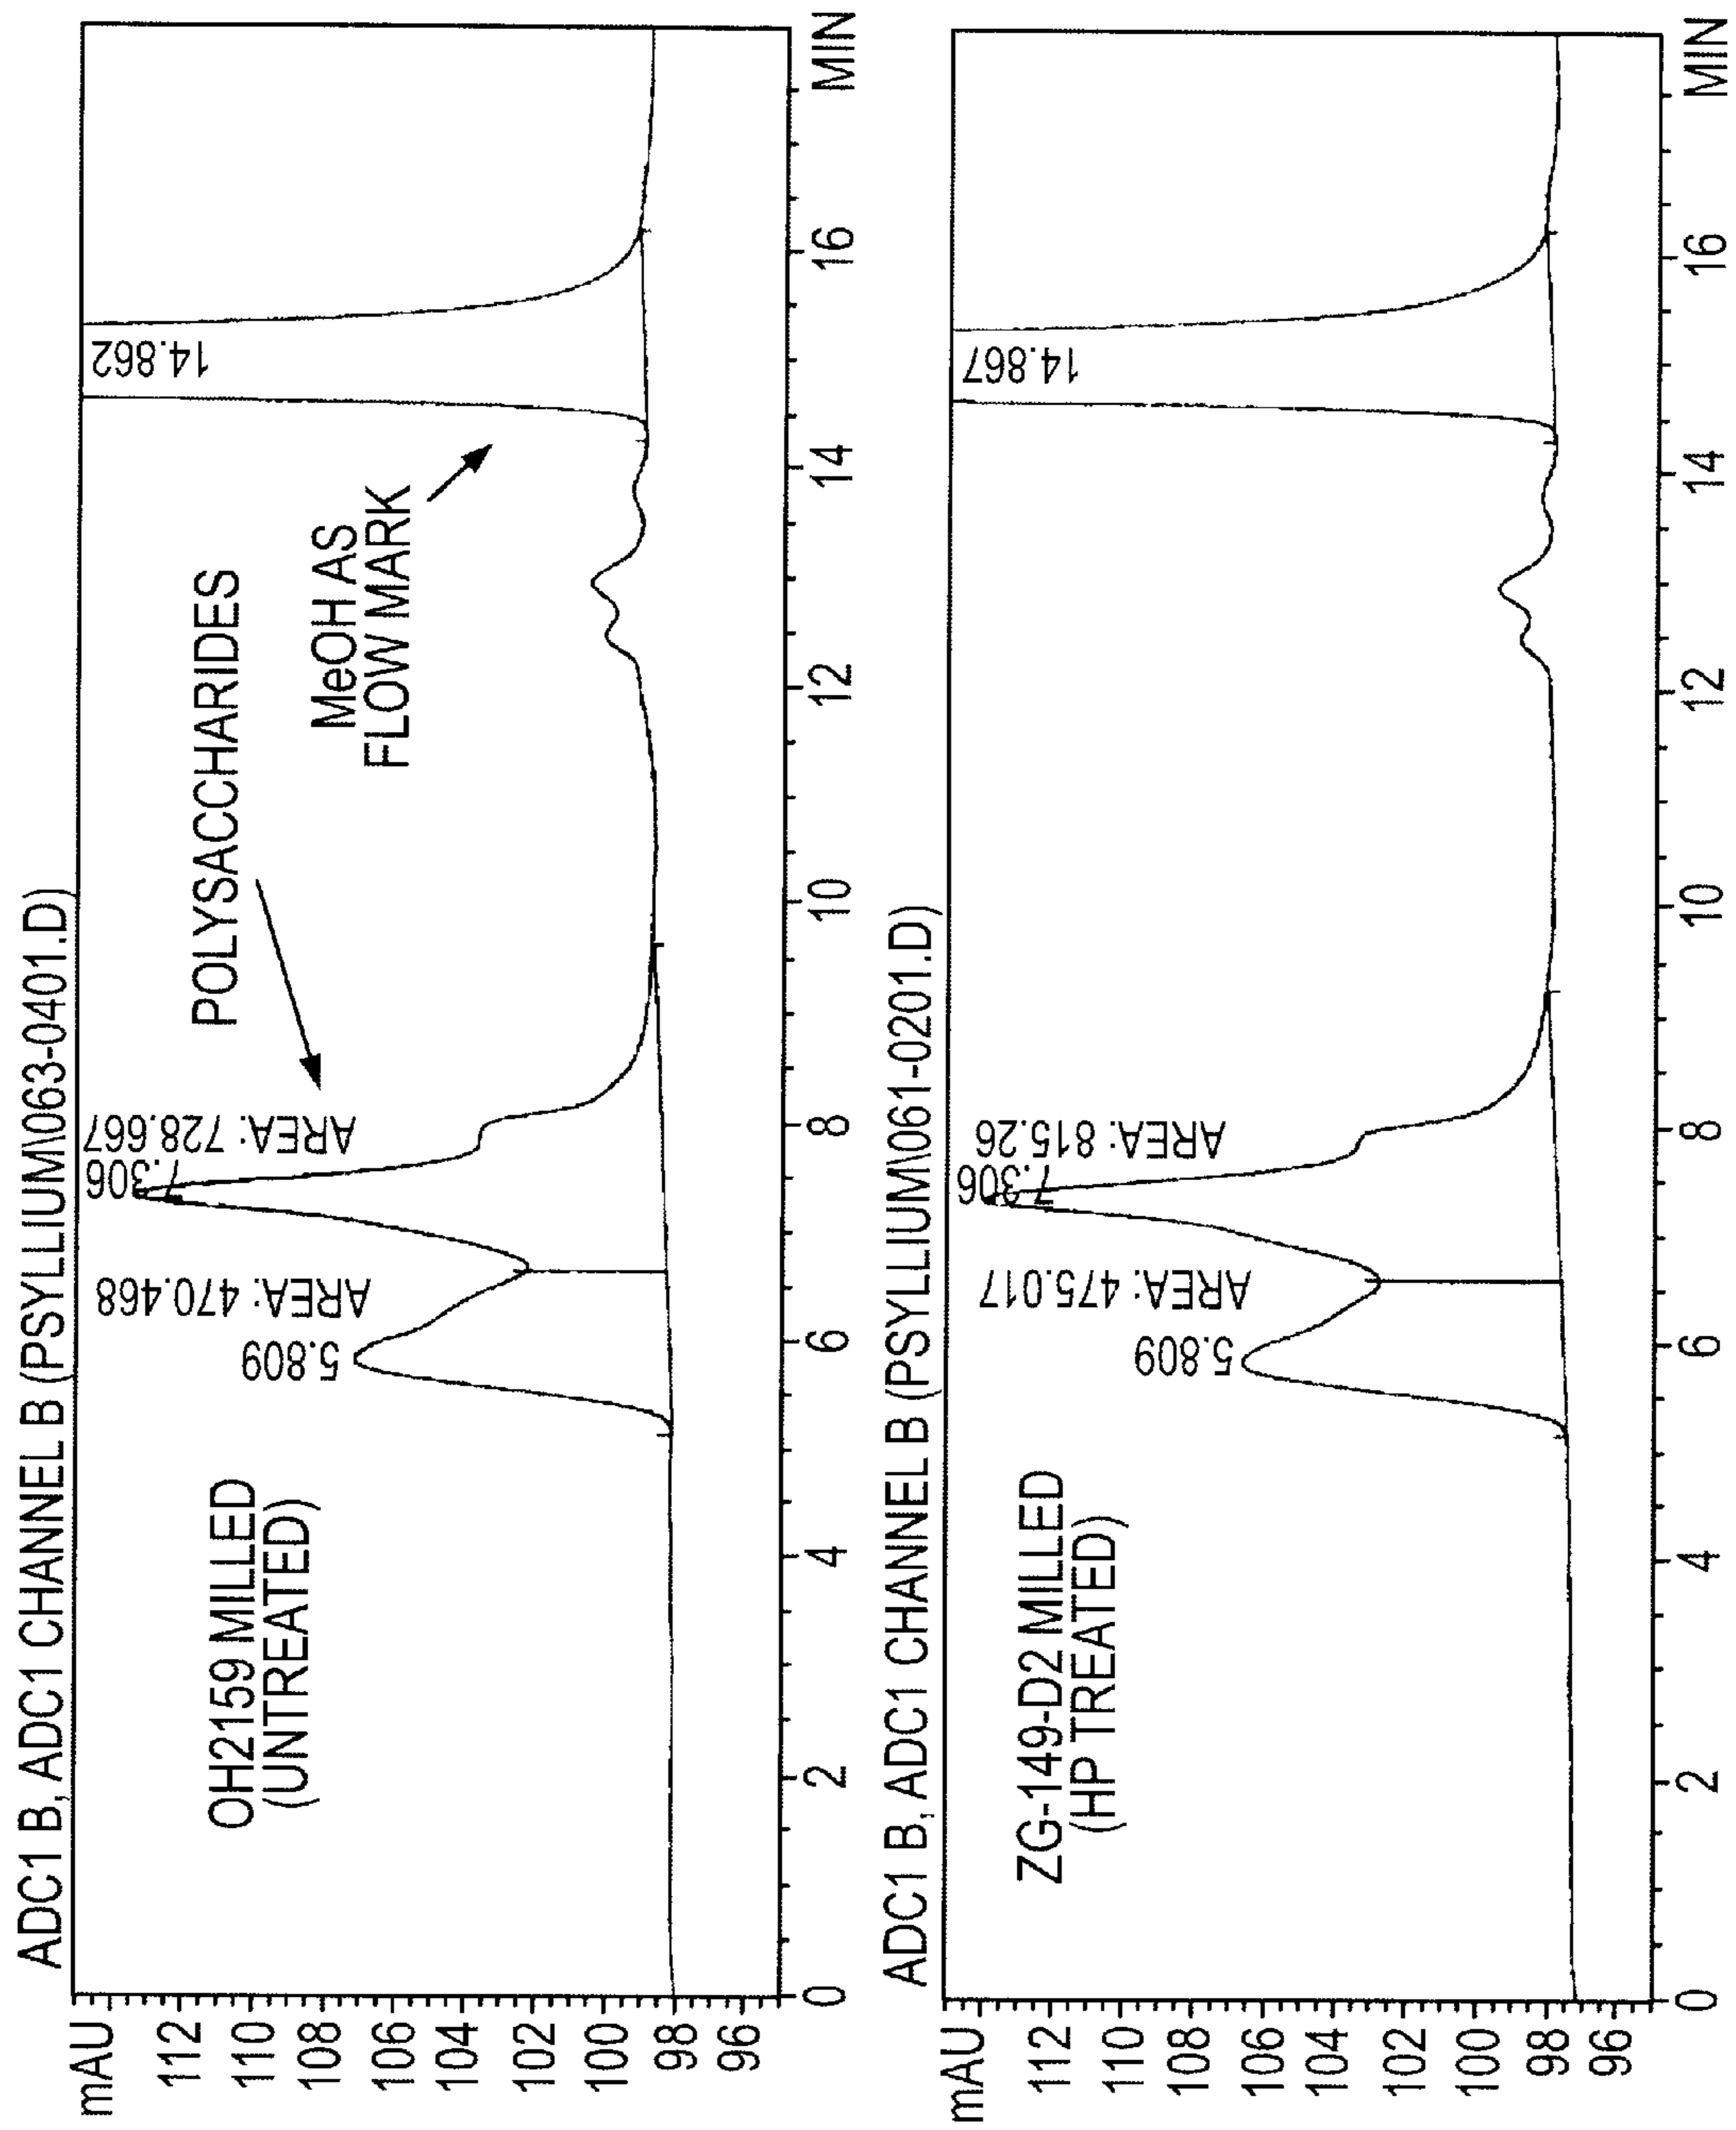 ADC1 B, ADC1 CHANNEL B (PSYLLIUM\063-0401.D)
mAU
112
110
108
106
104
102
100
98
96
OH2159 MILLED
(UNTREATED)
5.809
AREA: 470.468
7.306
AREA: 728.667
POLYSACCHARIDES
MeOH AS
FLOW MARK
14.862
0 2 4 6 8 10 12 14 16 MIN
ADC1 B, ADC1 CHANNEL B (PSYLLIUM\061-0201.D)
mAU
112
110
108
106
104
102
100
98
96
ZG-149-D2 MILLED
(HP TREATED)
5.809
AREA: 475.017
7.306
AREA: 815.26
14.867
0 2 4 6 8 10 12 14 16 MIN